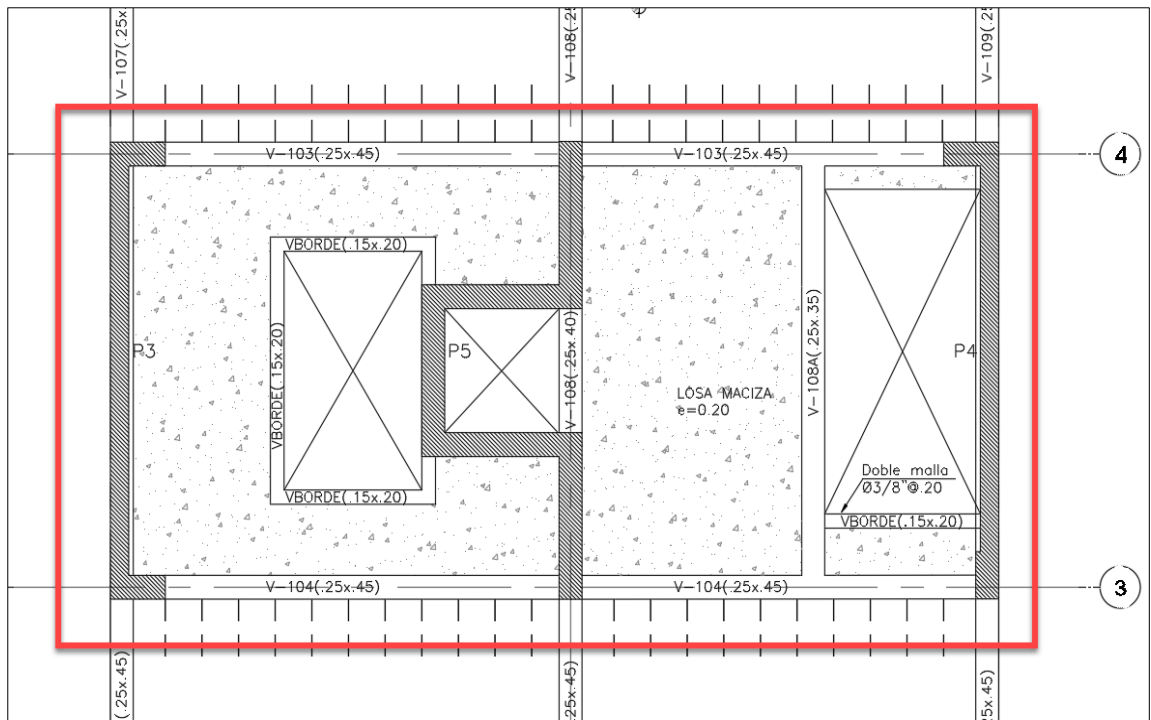 V-107(.25x.
V-108(.2
V-109(.2
V-103(.25x.45)
V-103(.25x.45)
4
VBORDE(.15x.20)
P3
VBORDE(.15x.20)
P5
V-108(.25x.40)
V-108A(.25x.35)
P4
LOSA MACIZA
e=0.20
Doble malla
Ø3/8"@.20
VBORDE(.15x.20)
VBORDE(.15x.20)
V-104(.25x.45)
V-104(.25x.45)
3
(.25x.45)
.25x.45)
25x.45)